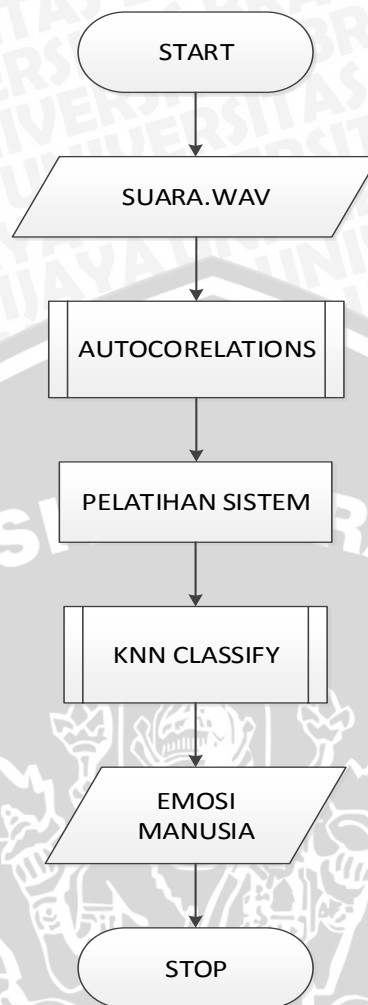 START
SUARA.WAV
AUTOCORELATIONS
PELATIHAN SISTEM
KNN CLASSIFY
EMOSI
MANUSIA
STOP